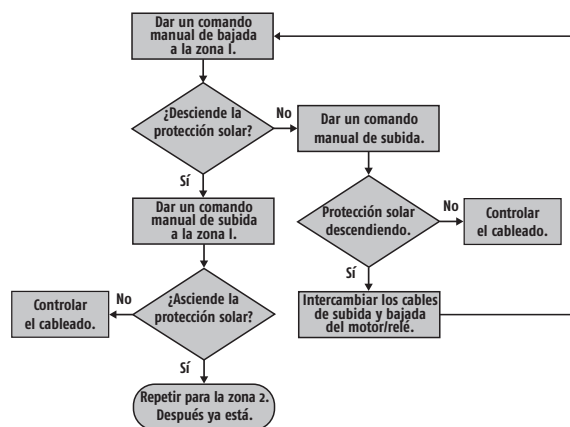 Dar un comando
manual de bajada
a la zona I.
¿Desciende la
protección solar?
No
Dar un comando
manual de subida.
Sí
Dar un comando
manual de subida
a la zona I.
Protección solar
descendiendo.
No
Controlar
el cableado.
Sí
Intercambiar los cables
de subida y bajada
del motor/relé.
¿Asciende la
protección solar?
No
Controlar
el cableado.
Sí
Repetir para la zona 2.
Después ya está.